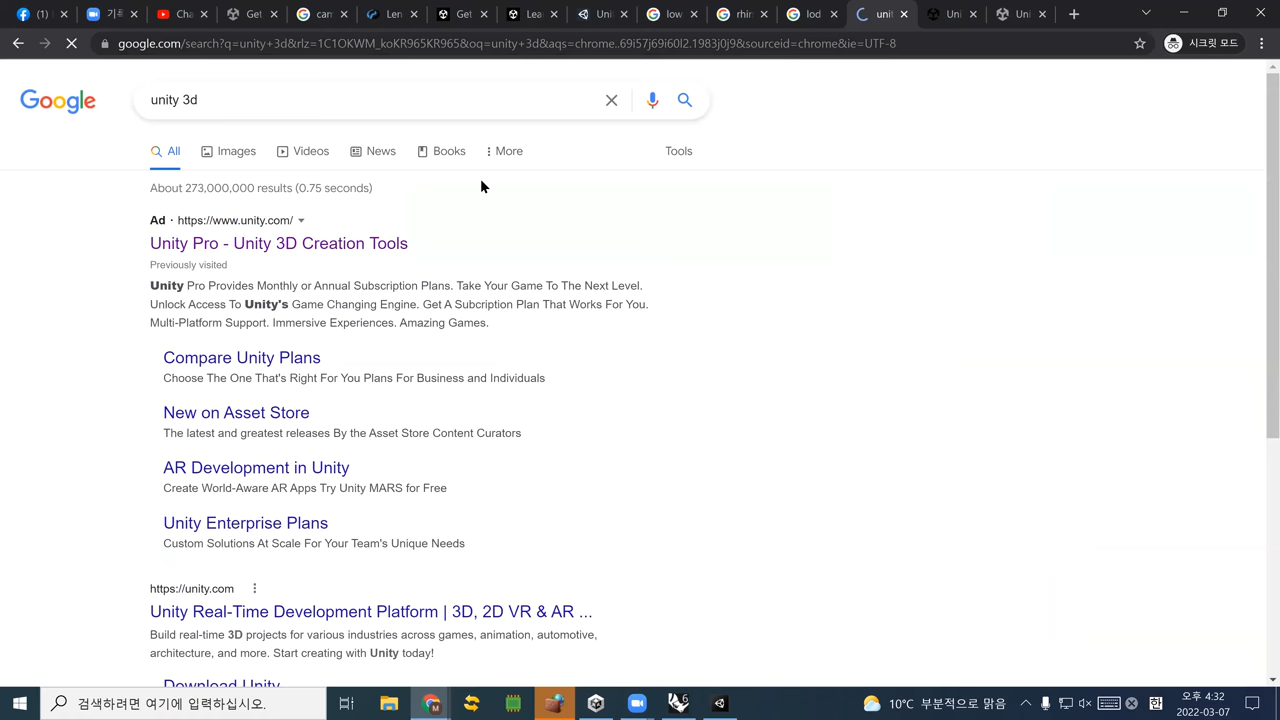 (1)
기초
Cha
Get
can
Len
Get
Lea
Uni
low
rhin
lod
unit
Uni
Uni
google.com/search?q=unity+3d&rlz=1C1OKWM_koKR965KR965&oq=unity+3d&aqs=chrome..69i57j69i60l2.1983j0j9&sourceid=chrome&ie=UTF-8
시크릿 모드
Google
unity 3d
All Images Videos News Books More Tools
About 273,000,000 results (0.75 seconds)
Ad · https://www.unity.com/
Unity Pro - Unity 3D Creation Tools
Previously visited
Unity Pro Provides Monthly or Annual Subscription Plans. Take Your Game To The Next Level.
Unlock Access To Unity's Game Changing Engine. Get A Subcription Plan That Works For You.
Multi-Platform Support. Immersive Experiences. Amazing Games.
Compare Unity Plans
Choose The One That's Right For You Plans For Business and Individuals
New on Asset Store
The latest and greatest releases By the Asset Store Content Curators
AR Development in Unity
Create World-Aware AR Apps Try Unity MARS for Free
Unity Enterprise Plans
Custom Solutions At Scale For Your Team's Unique Needs
https://unity.com
Unity Real-Time Development Platform | 3D, 2D VR & AR ...
Build real-time 3D projects for various industries across games, animation, automotive,
architecture, and more. Start creating with Unity today!
Download Unity
검색하려면 여기에 입력하십시오.
M
6
10°C 부분적으로 맑음
한
오후 4:32
2022-03-07